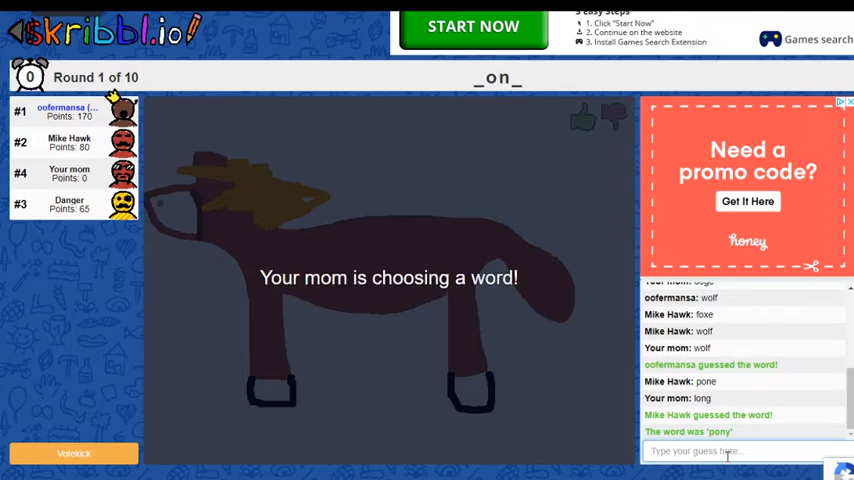 skribbl.io
START NOW
3 Easy Steps
1. Click "Start Now"
2. Continue on the website
3. Install Games Search Extension
Games search
0
Round 1 of 10
_on_
#1
oofermansa (...
Points: 170
#2
Mike Hawk
Points: 80
#4
Your mom
Points: 0
#3
Danger
Points: 65
Your mom is choosing a word!
Need a
promo code?
Get It Here
honey
oofermansa: wolf
Mike Hawk: foxe
Mike Hawk: wolf
Your mom: wolf
oofermansa guessed the word!
Mike Hawk: pone
Your mom: long
Mike Hawk guessed the word!
The word was 'pony'
Type your guess here...
Votekick